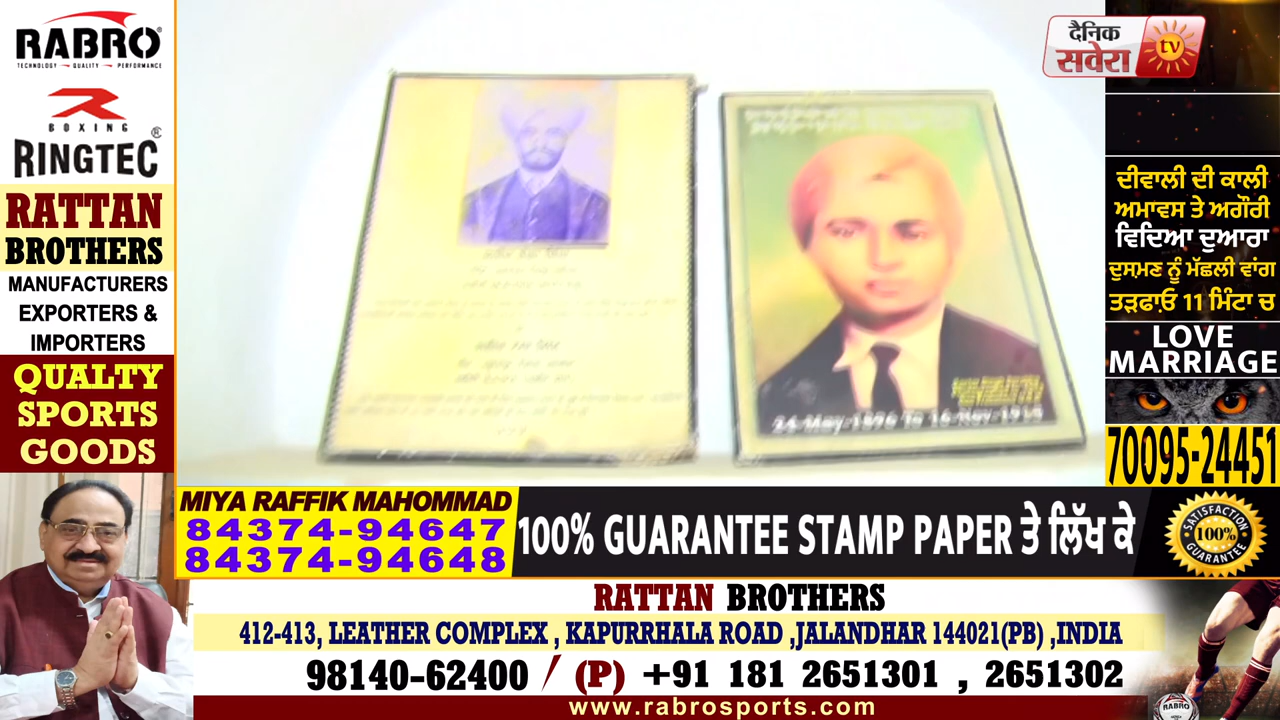 RABRO
TECHNOLOGY QUALITY PERFORMANCE
BOXING
RINGTEC
RATTAN
BROTHERS
MANUFACTURERS
EXPORTERS &
IMPORTERS
QUALTY
SPORTS
GOODS
24-May-1896 To 16-Nov-1915
ਦੈਨਿਕ
ਸਵੇਰਾ
tv
ਦੀਵਾਲੀ ਦੀ ਕਾਲੀ
ਅਮਾਵਸ ਤੇ ਅਗੌਰੀ
ਵਿਦਿਆ ਦੁਆਰਾ
ਦੁਸ਼ਮਣ ਨੂੰ ਮੱਛਲੀ ਵਾਂਗ
ਤੜਫਾਓ 11 ਮਿੰਟਾ ਚ
LOVE
MARRIAGE
70095-24451
MIYA RAFFIK MAHOMMAD
84374-94647
84374-94648
100% GUARANTEE STAMP PAPER ਤੇ ਲਿੱਖ ਕੇ
SATISFACTION
100%
GUARANTEE
RATTAN BROTHERS
412-413, LEATHER COMPLEX , KAPURRHALA ROAD ,JALANDHAR 144021(PB) ,INDIA
98140-62400 / (P) +91 181 2651301 , 2651302
www.rabrosports.com
RABRO